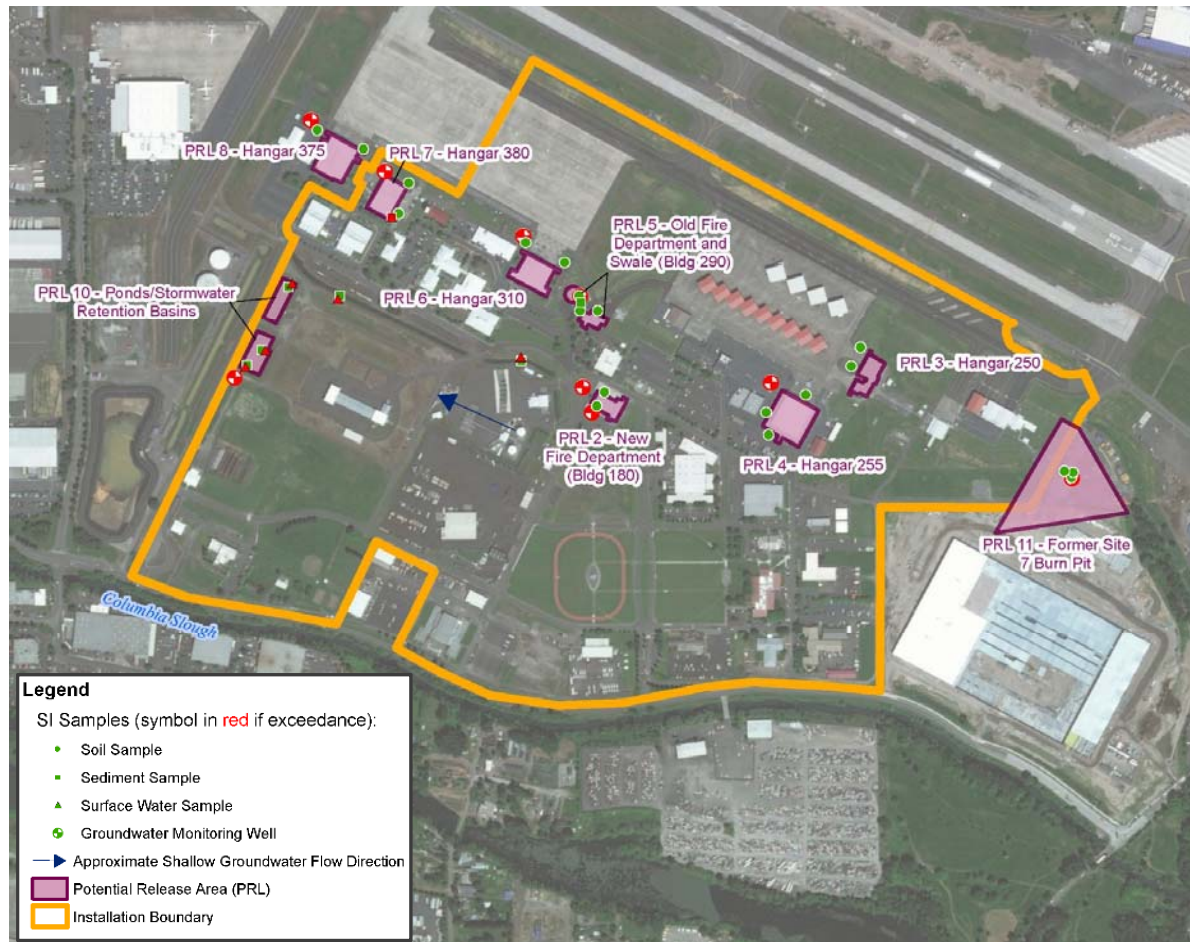 PRL 8 - Hangar 375
PRL 7 - Hangar 380
PRL 5 - Old Fire
Department and
Swale (Bldg 290)
PRL 10 - Ponds/Stormwater
Retention Basins
PRL 6 - Hangar 310
PRL 3 - Hangar 250
PRL 2 - New
Fire Department
(Bldg 180)
PRL 4 - Hangar 255
PRL 11 - Former Site
7 Burn Pit
Columbia Slough
Legend
SI Samples (symbol in red if exceedance):
Soil Sample
Sediment Sample
Surface Water Sample
Groundwater Monitoring Well
Approximate Shallow Groundwater Flow Direction
Potential Release Area (PRL)
Installation Boundary